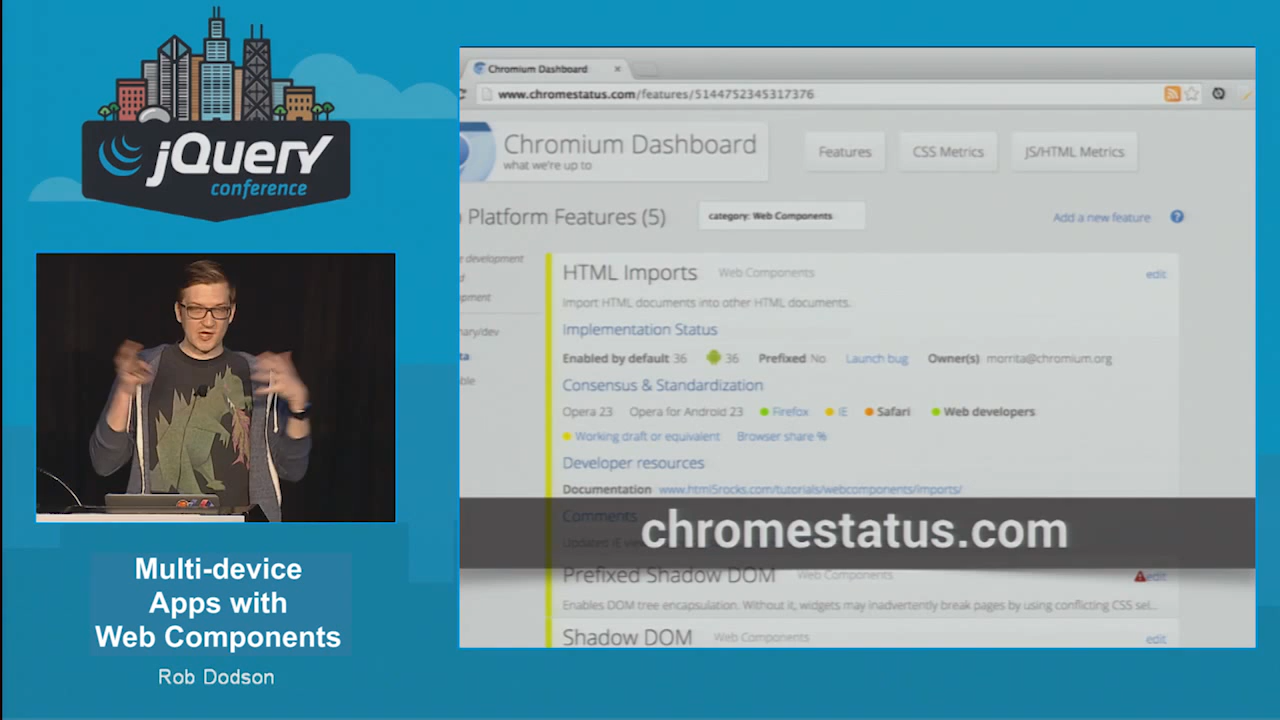 jQuery
conference
Multi-device
Apps with
Web Components
Rob Dodson
Chromium Dashboard
www.chromestatus.com/features/5144752345317376
Chromium Dashboard
what we're up to
Features
CSS Metrics
JS/HTML Metrics
Platform Features (5)
category: Web Components
Add a new feature
?
development
HTML Imports
Web Components
edit
Import HTML documents into other HTML documents.
Implementation Status
Enabled by default 36
36
Prefixed No
Launch bug
Owner(s) morrita@chromium.org
Consensus & Standardization
Opera 23
Opera for Android 23
Firefox
IE
Safari
Web developers
Working draft or equivalent
Browser share %
Developer resources
Documentation www.html5rocks.com/tutorials/webcomponents/imports/
Comments
Updated IE
chromestatus.com
Prefixed Shadow DOM
Web Components
edit
Enables DOM tree encapsulation. Without it, widgets may inadvertently break pages by using conflicting CSS sel...
Shadow DOM
Web Components
edit